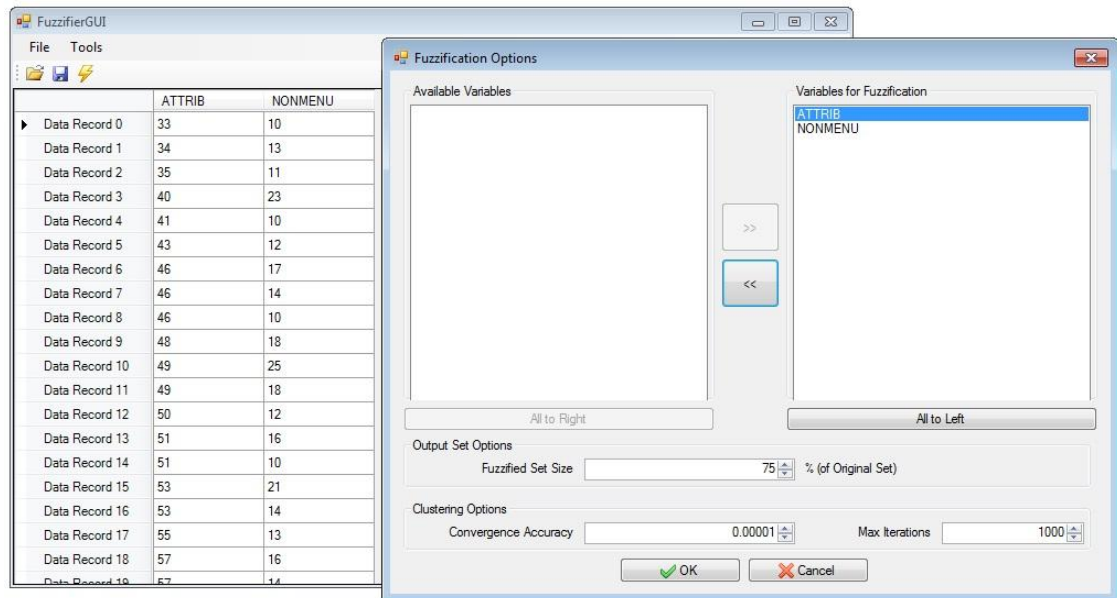 FuzzifierGUI
File Tools
ATTRIB NONMENU
Data Record 0 33 10
Data Record 1 34 13
Data Record 2 35 11
Data Record 3 40 23
Data Record 4 41 10
Data Record 5 43 12
Data Record 6 46 17
Data Record 7 46 14
Data Record 8 46 10
Data Record 9 48 18
Data Record 10 49 25
Data Record 11 49 18
Data Record 12 50 12
Data Record 13 51 16
Data Record 14 51 10
Data Record 15 53 21
Data Record 16 53 14
Data Record 17 55 13
Data Record 18 57 16
Data Record 19 57 14
Fuzzification Options
Available Variables
Variables for Fuzzification
ATTRIB
NONMENU
>>
<<
All to Right
All to Left
Output Set Options
Fuzzified Set Size 75 % (of Original Set)
Clustering Options
Convergence Accuracy 0.00001 Max Iterations 1000
OK Cancel